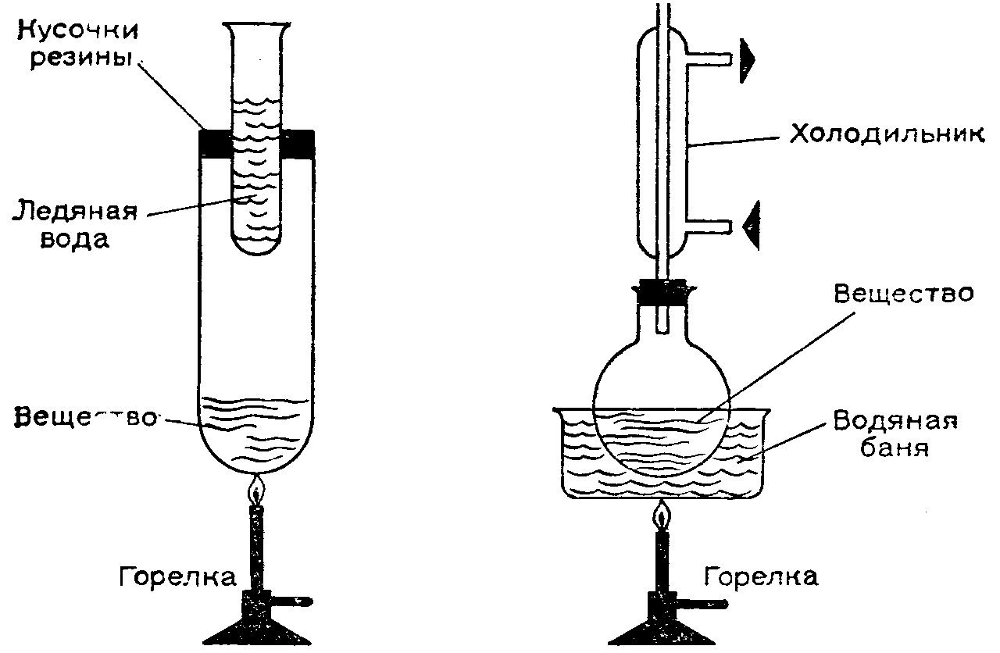 Кусочки
резины
Ледяная
вода
Вещество
Горелка
Холодильник
Вещество
Водяная
баня
Горелка